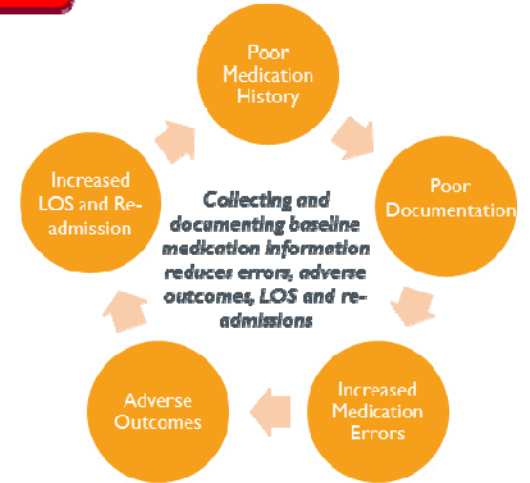 Poor
Medication
History
Poor
Documentation
Increased
Medication
Errors
Adverse
Outcomes
Increased
LOS and Re-
admission
Collecting and
documenting baseline
medication information
reduces errors, adverse
outcomes, LOS and re-
admissions